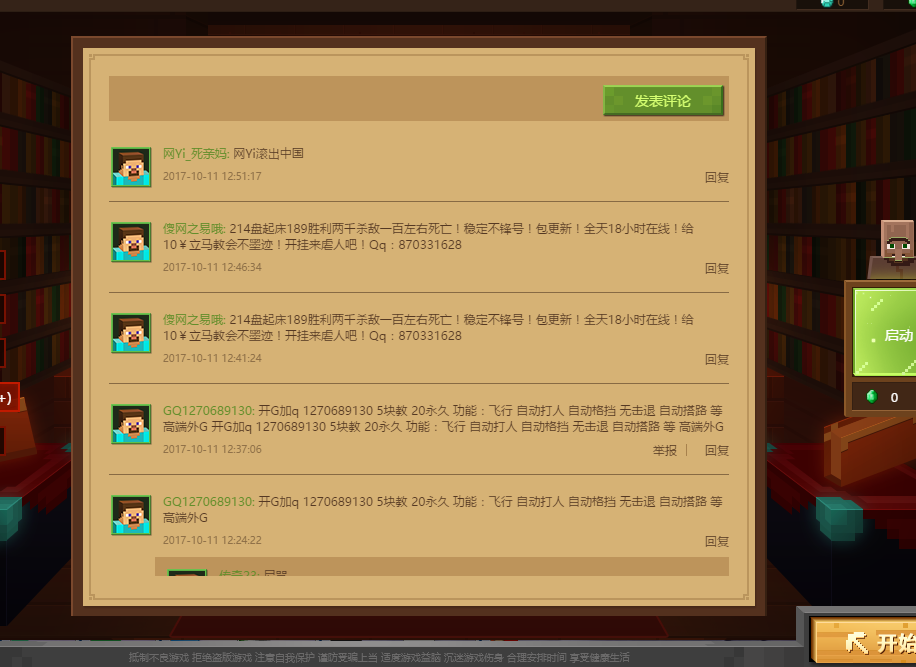 0
发表评论
网Yi_死亲妈: 网Yi滚出中国
2017-10-11 12:51:17
回复
傻网之易哦: 214盘起床189胜利两千杀敌一百左右死亡！稳定不锋号！包更新！全天18小时在线！给
10￥立马教会不墨迹！开挂来虐人吧！Qq：870331628
2017-10-11 12:46:34
回复
傻网之易哦: 214盘起床189胜利两千杀敌一百左右死亡！稳定不锋号！包更新！全天18小时在线！给
10￥立马教会不墨迹！开挂来虐人吧！Qq：870331628
2017-10-11 12:41:24
回复
GQ1270689130: 开G加q 1270689130 5块教 20永久 功能：飞行 自动打人 自动格挡 无击退 自动搭路 等
高端外G 开G加q 1270689130 5块教 20永久 功能：飞行 自动打人 自动格挡 无击退 自动搭路 等 高端外G
2017-10-11 12:37:06
举报 | 回复
GQ1270689130: 开G加q 1270689130 5块教 20永久 功能：飞行 自动打人 自动格挡 无击退 自动搭路 等
高端外G
2017-10-11 12:24:22
回复
启动
0
+)
开始
抵制不良游戏 拒绝盗版游戏 注意自我保护 谨防受骗上当 适度游戏益脑 沉迷游戏伤身 合理安排时间 享受健康生活